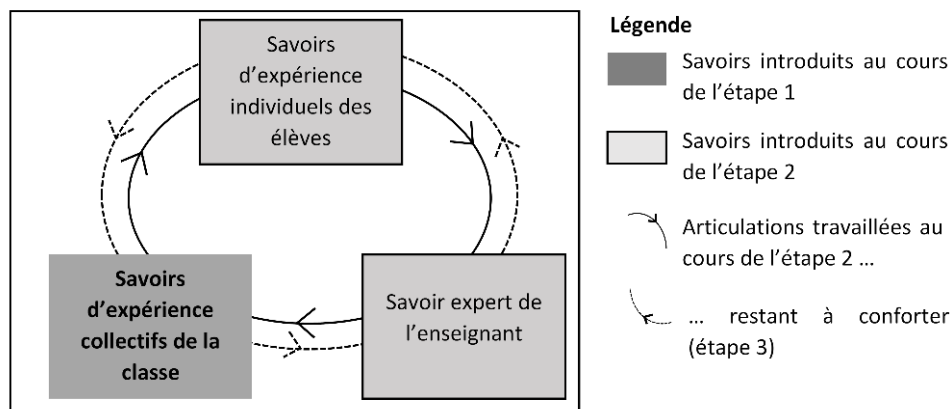 Savoirs
d'expérience
individuels des
élèves
Savoirs
d'expérience
collectifs de la
classe
Savoir expert de
l'enseignant
Légende
Savoirs introduits au cours
de l'étape 1
Savoirs introduits au cours
de l'étape 2
Articulations travaillées au
cours de l'étape 2 ...
... restant à conforter
(étape 3)